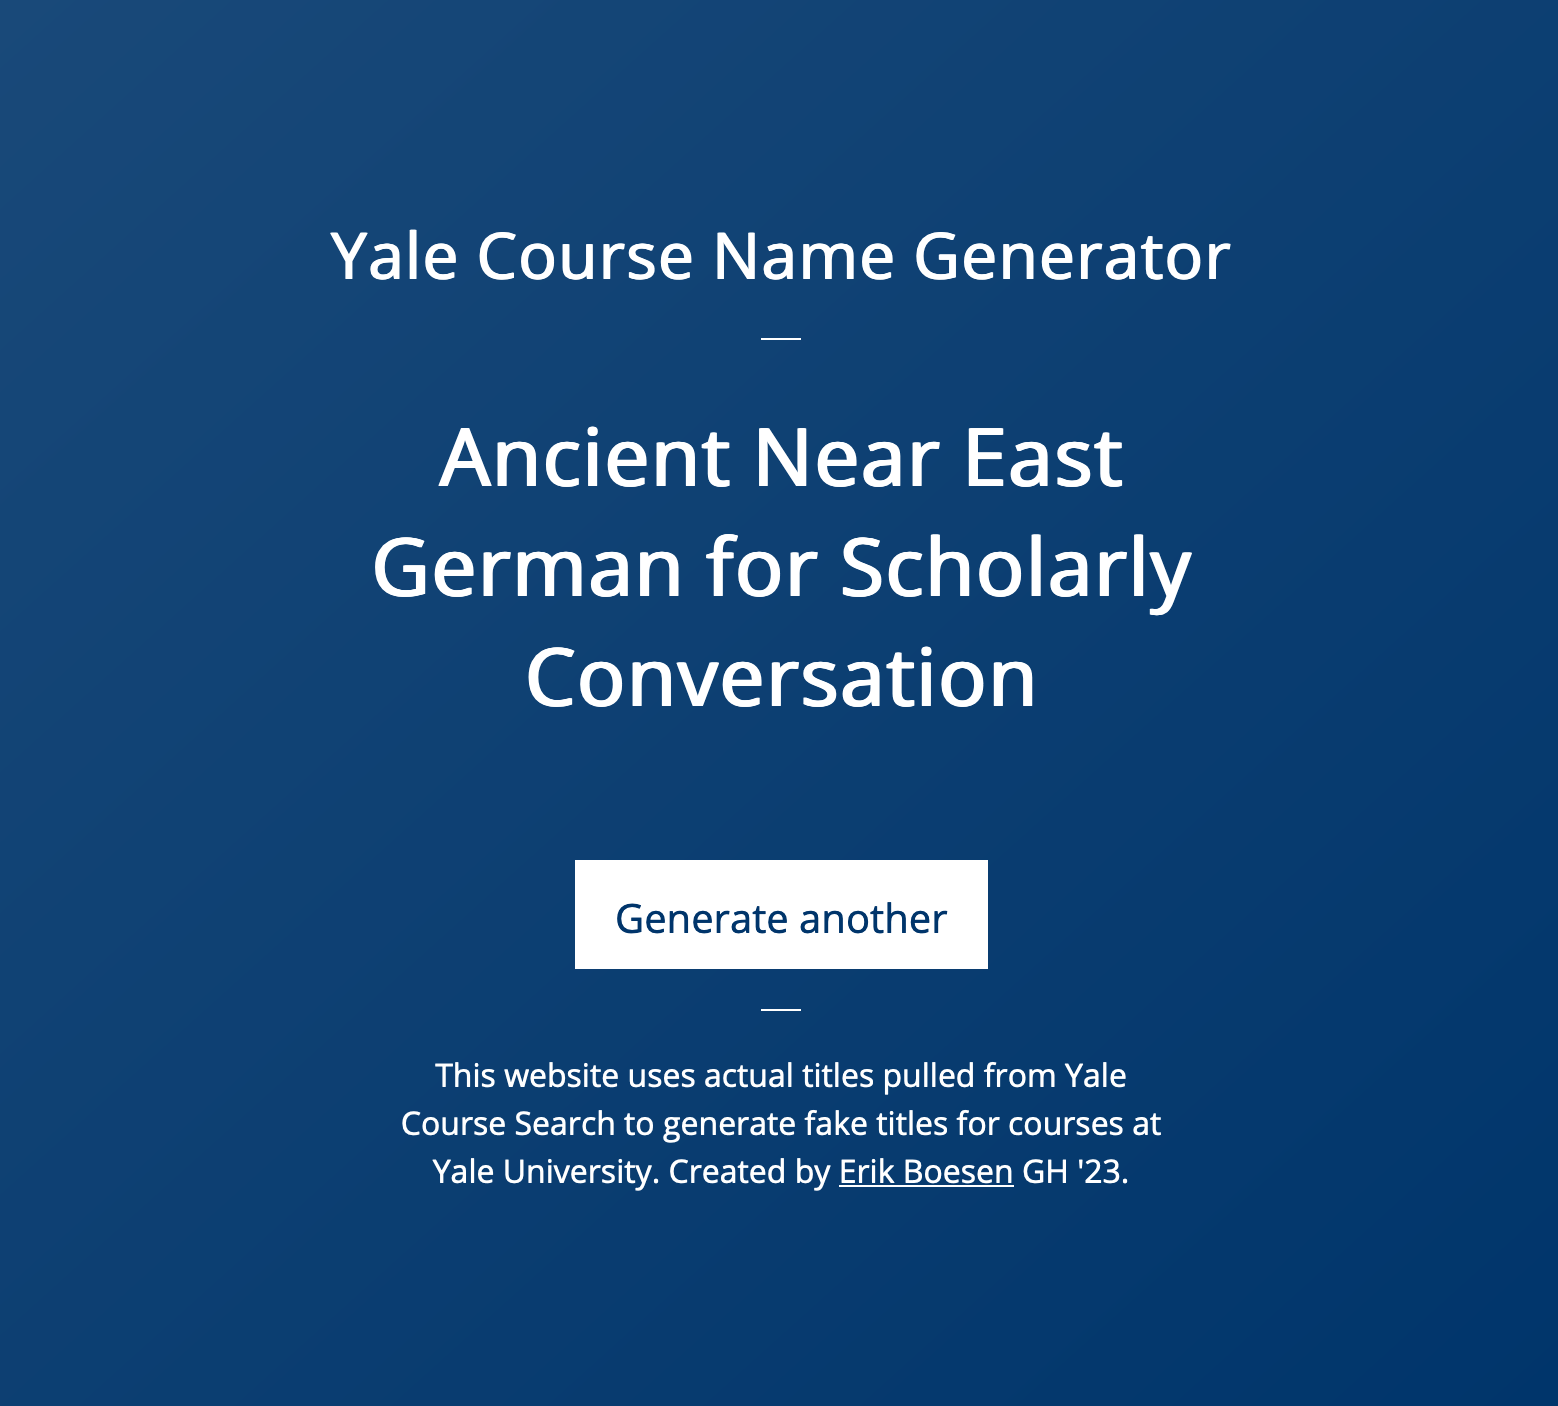 Yale Course Name Generator
Ancient Near East
German for Scholarly
Conversation
Generate another
This website uses actual titles pulled from Yale
Course Search to generate fake titles for courses at
Yale University. Created by Erik Boesen GH '23.